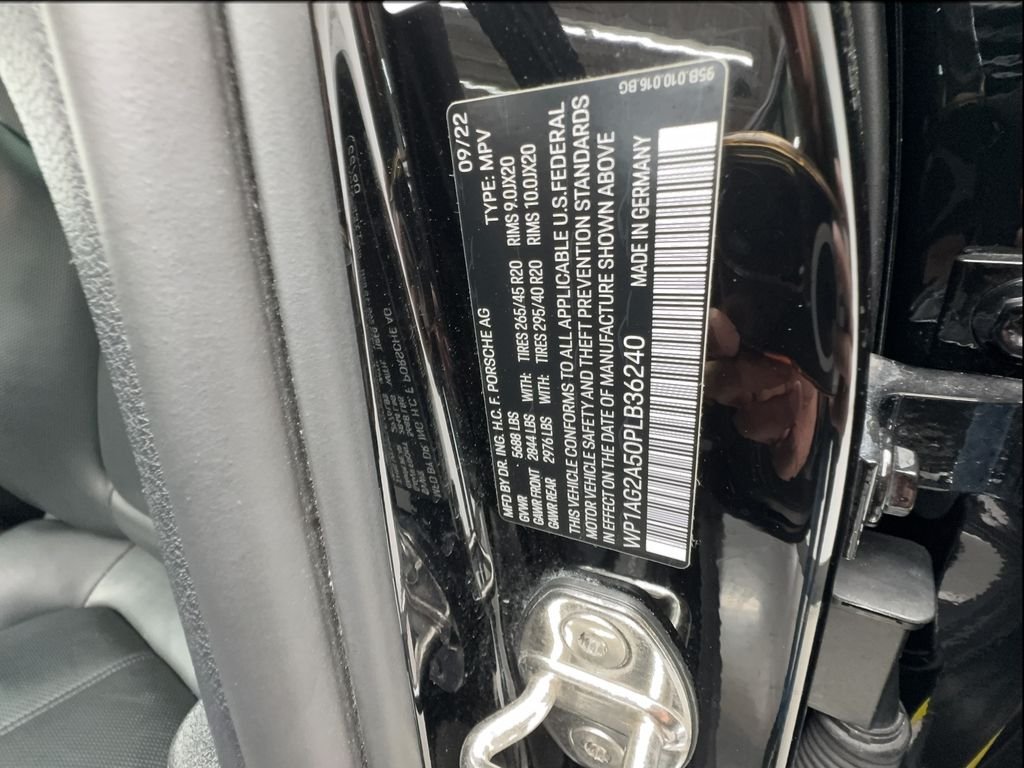 09/22
MFD BY DR. ING. H.C. F. PORSCHE AG TYPE: MPV
GVWR 5688 LBS
GAWR FRONT 2844 LBS WITH: TIRES 265/45 R20 RIMS 9.0JX20
GAWR REAR 2976 LBS WITH: TIRES 295/40 R20 RIMS 10.0JX20
THIS VEHICLE CONFORMS TO ALL APPLICABLE U.S.FEDERAL
MOTOR VEHICLE SAFETY AND THEFT PREVENTION STANDARDS
IN EFFECT ON THE DATE OF MANUFACTURE SHOWN ABOVE
WP1AG2A50PLB36240 MADE IN GERMANY
95B.010.016.BG